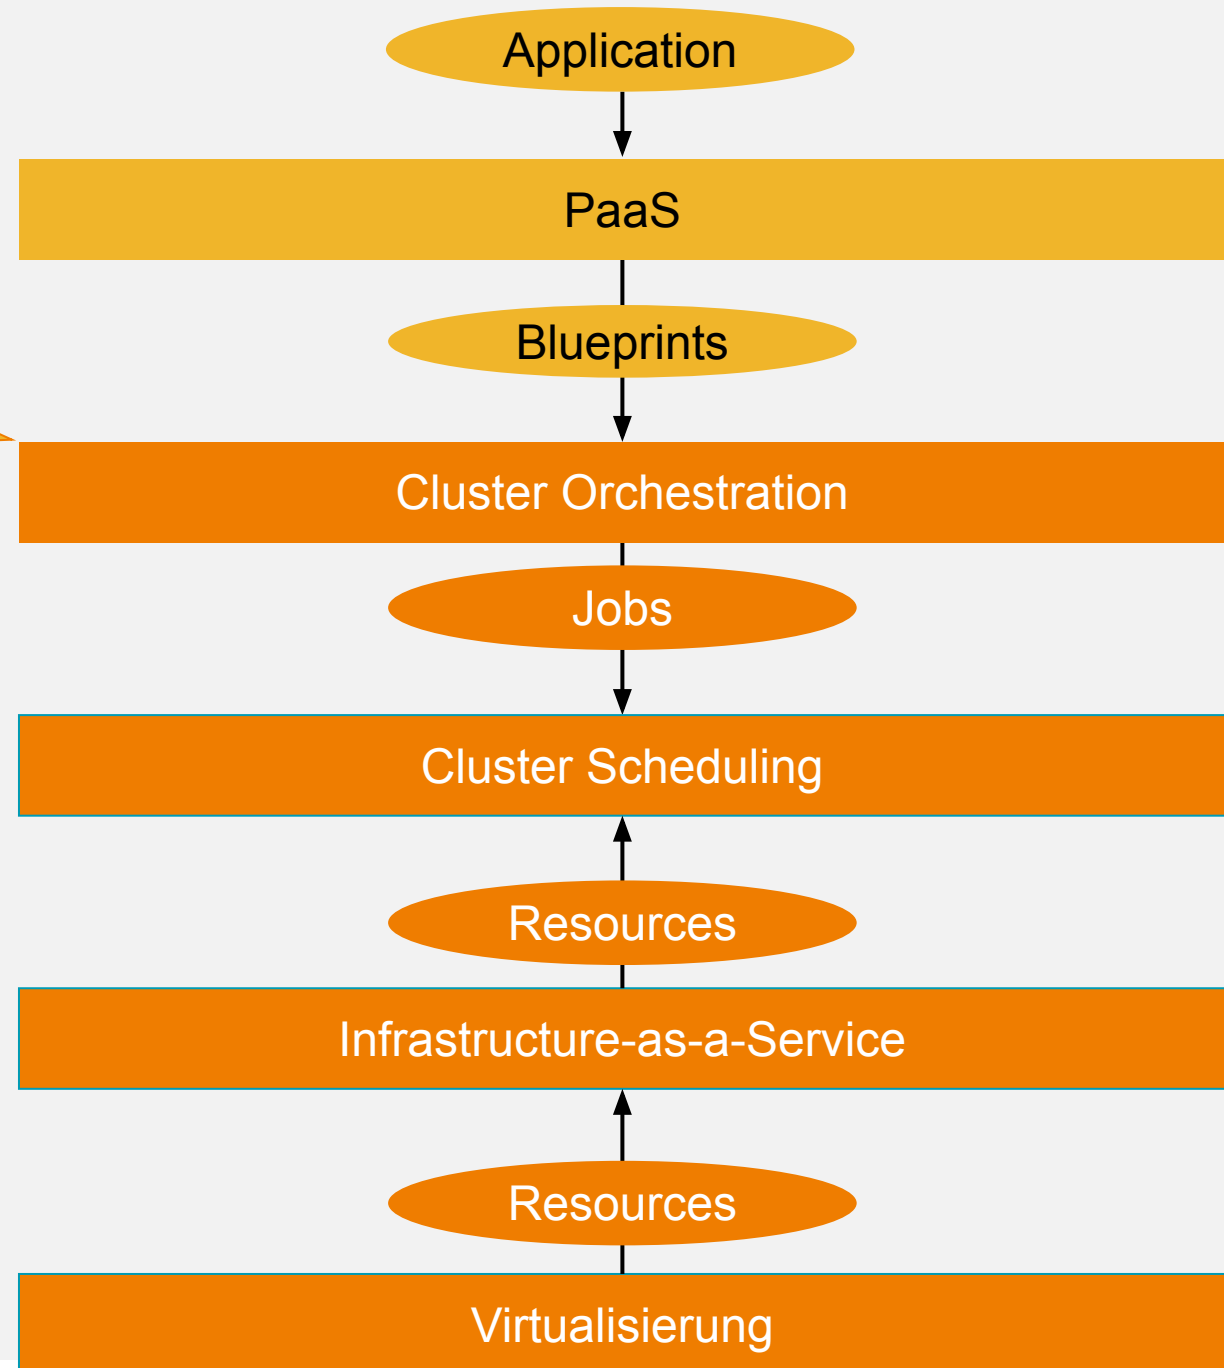 Application
PaaS
Blueprints
Cluster Orchestration
Jobs
Cluster Scheduling
Resources
Infrastructure-as-a-Service
Resources
Virtualisierung